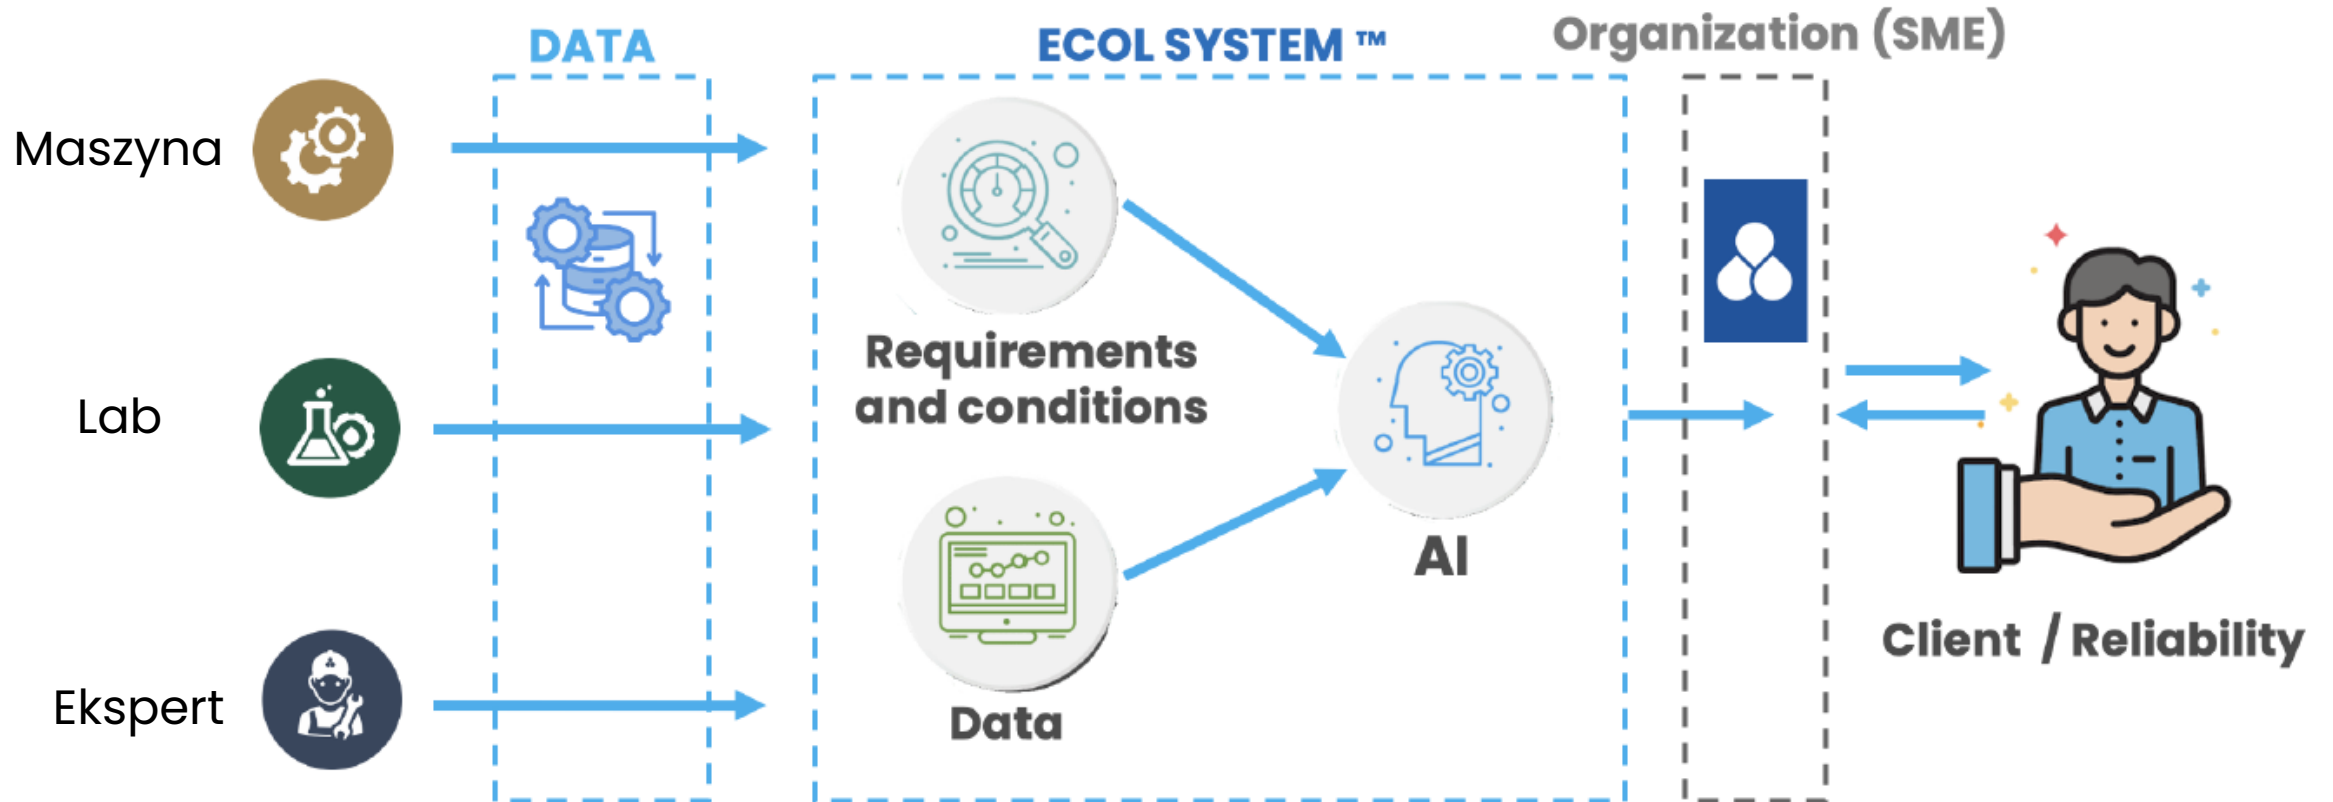 DATA
ECOL SYSTEM ™
Organization (SME)
Maszyna
Lab
Ekspert
Requirements
and conditions
Data
AI
Client / Reliability